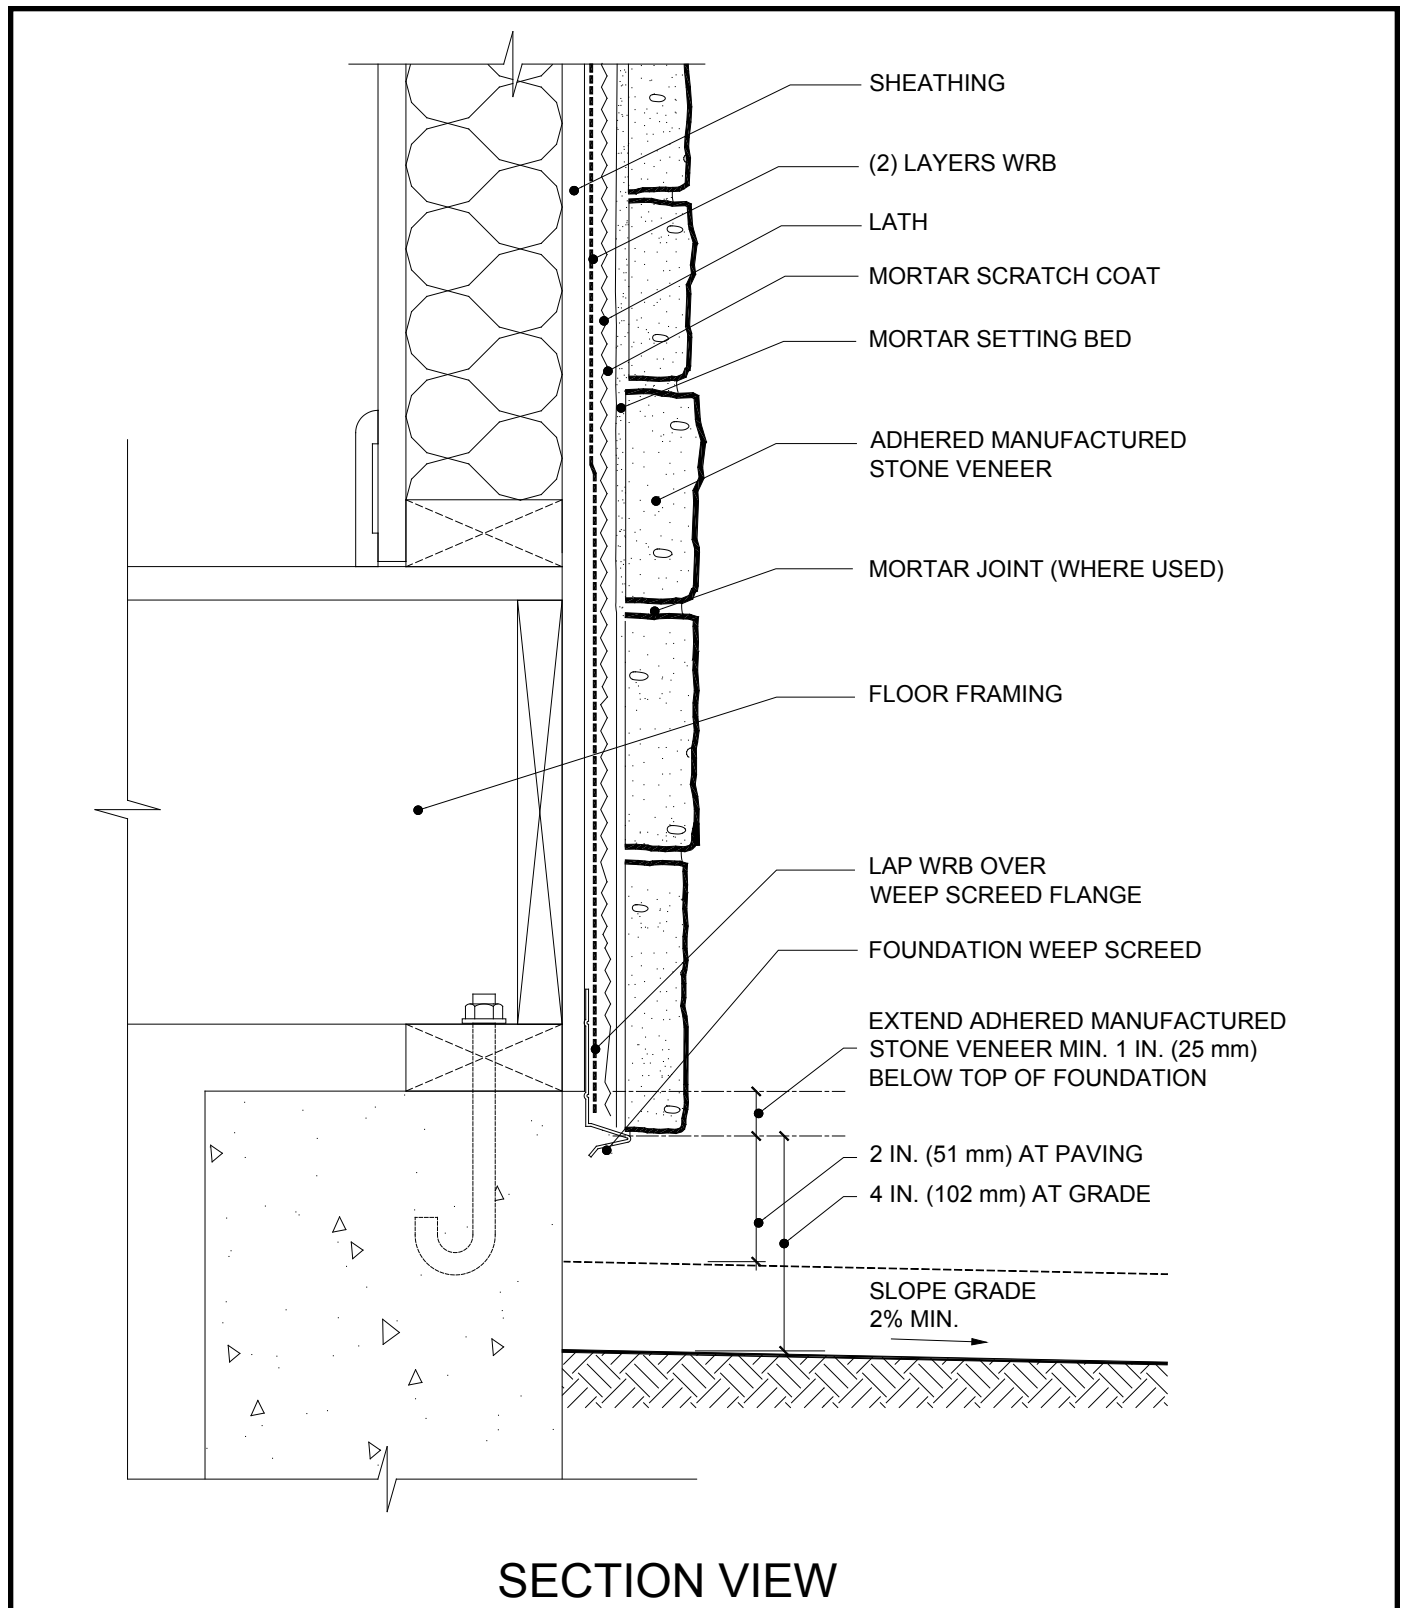 SHEATHING
(2) LAYERS WRB
LATH
MORTAR SCRATCH COAT
MORTAR SETTING BED
ADHERED MANUFACTURED
STONE VENEER
MORTAR JOINT (WHERE USED)
FLOOR FRAMING
LAP WRB OVER
WEEP SCREED FLANGE
FOUNDATION WEEP SCREED
EXTEND ADHERED MANUFACTURED
STONE VENEER MIN. 1 IN. (25 mm)
BELOW TOP OF FOUNDATION
2 IN. (51 mm) AT PAVING
4 IN. (102 mm) AT GRADE
SLOPE GRADE
2% MIN.
SECTION VIEW